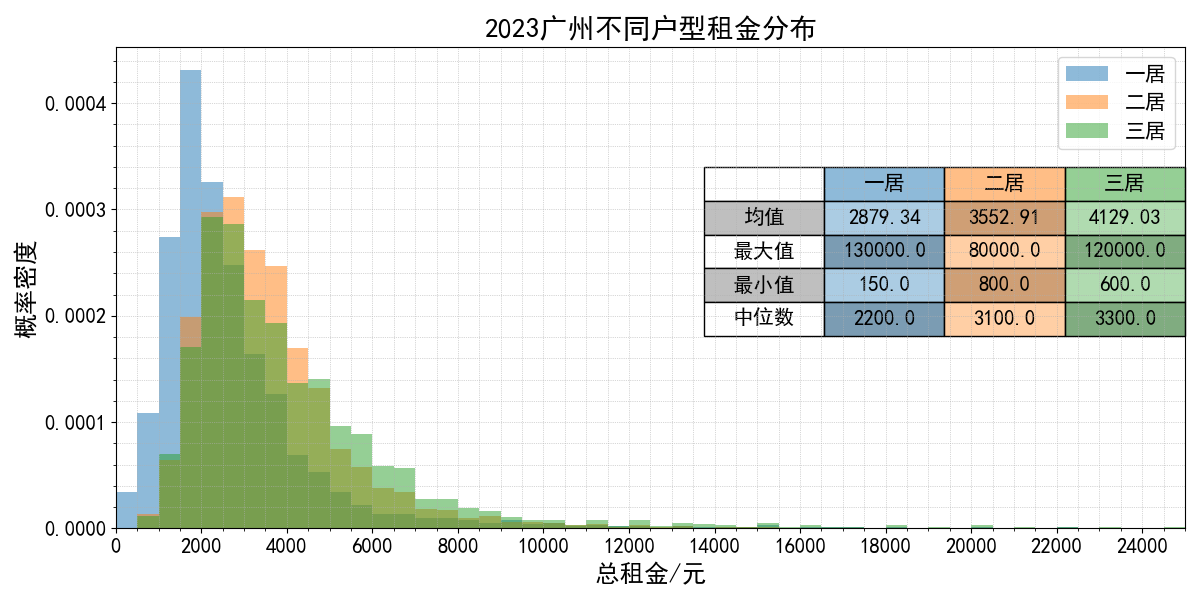 2023广州不同户型租金分布
一居
二居
三居
一居 二居 三居
均值 2879.34 3552.91 4129.03
最大值 130000.0 80000.0 120000.0
最小值 150.0 800.0 600.0
中位数 2200.0 3100.0 3300.0
概率密度
0.0004
0.0003
0.0002
0.0001
0.0000
0 2000 4000 6000 8000 10000 12000 14000 16000 18000 20000 22000 24000
总租金/元